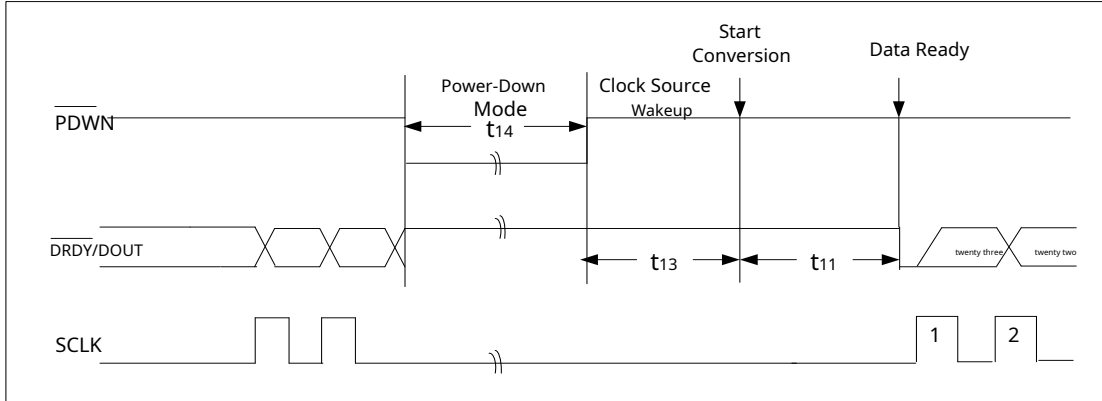 Start
Conversion
Data Ready
Power-Down
Mode
Clock Source
Wakeup
PDWN
t14
DRDY/DOUT
twenty three
twenty two
t13
t11
SCLK
1
2